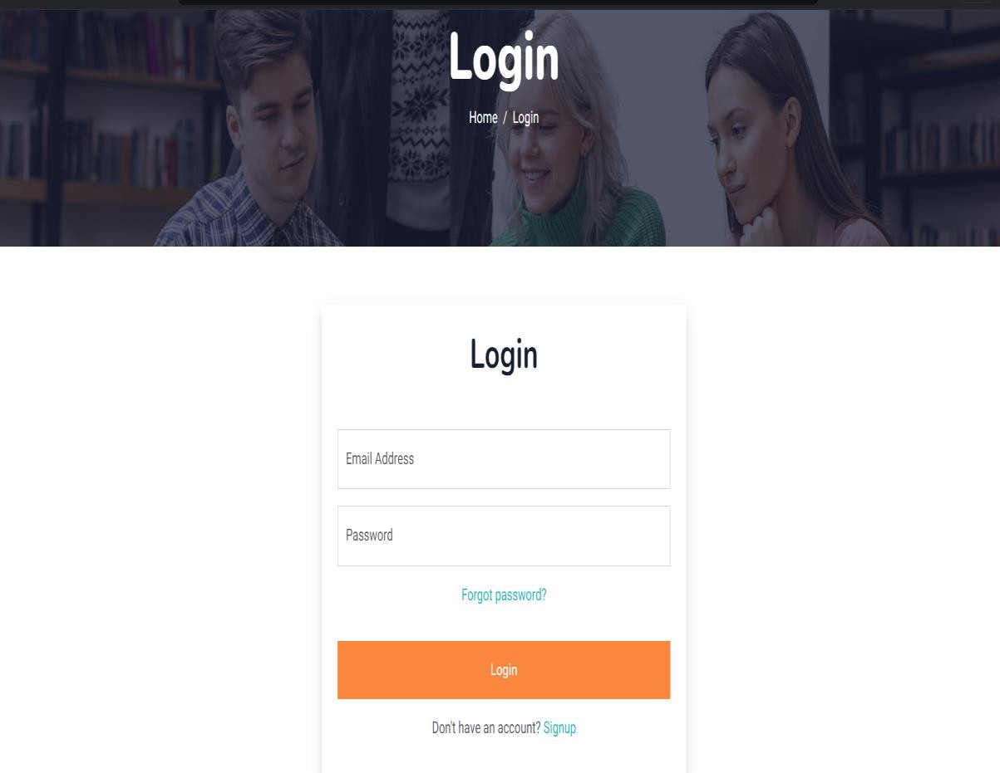 Login
Home / Login
Login
Email Address
Password
Forgot password?
Login
Don't have an account? Signup